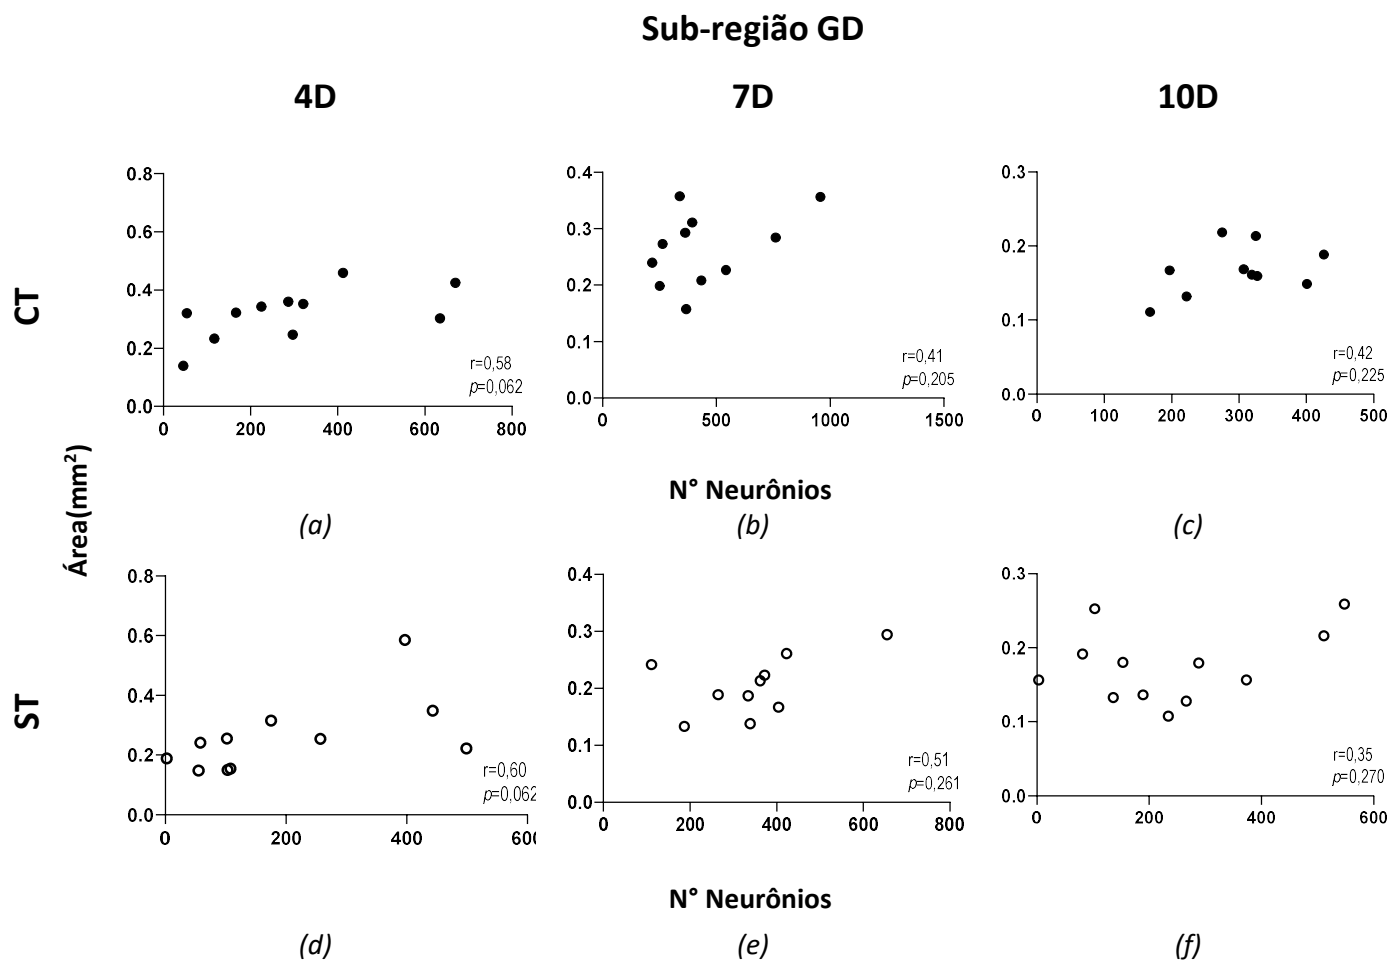 Sub-região GD
4D
7D
10D
CT
ST
Área(mm²)
0.8
0.6
0.4
0.2
0.0
0 200 400 600 800
r=0,58
p=0,062
(a)
0.4
0.3
0.2
0.1
0.0
0 500 1000 1500
r=0,41
p=0,205
N° Neurônios
(b)
0.3
0.2
0.1
0.0
0 100 200 300 400 500
r=0,42
p=0,225
(c)
0.8
0.6
0.4
0.2
0.0
0 200 400
r=0,60
p=0,062
(d)
0.4
0.3
0.2
0.1
0.0
0 200 400 600 800
r=0,51
p=0,261
N° Neurônios
(e)
0.3
0.2
0.1
0.0
0 200 400 600
r=0,35
p=0,270
(f)